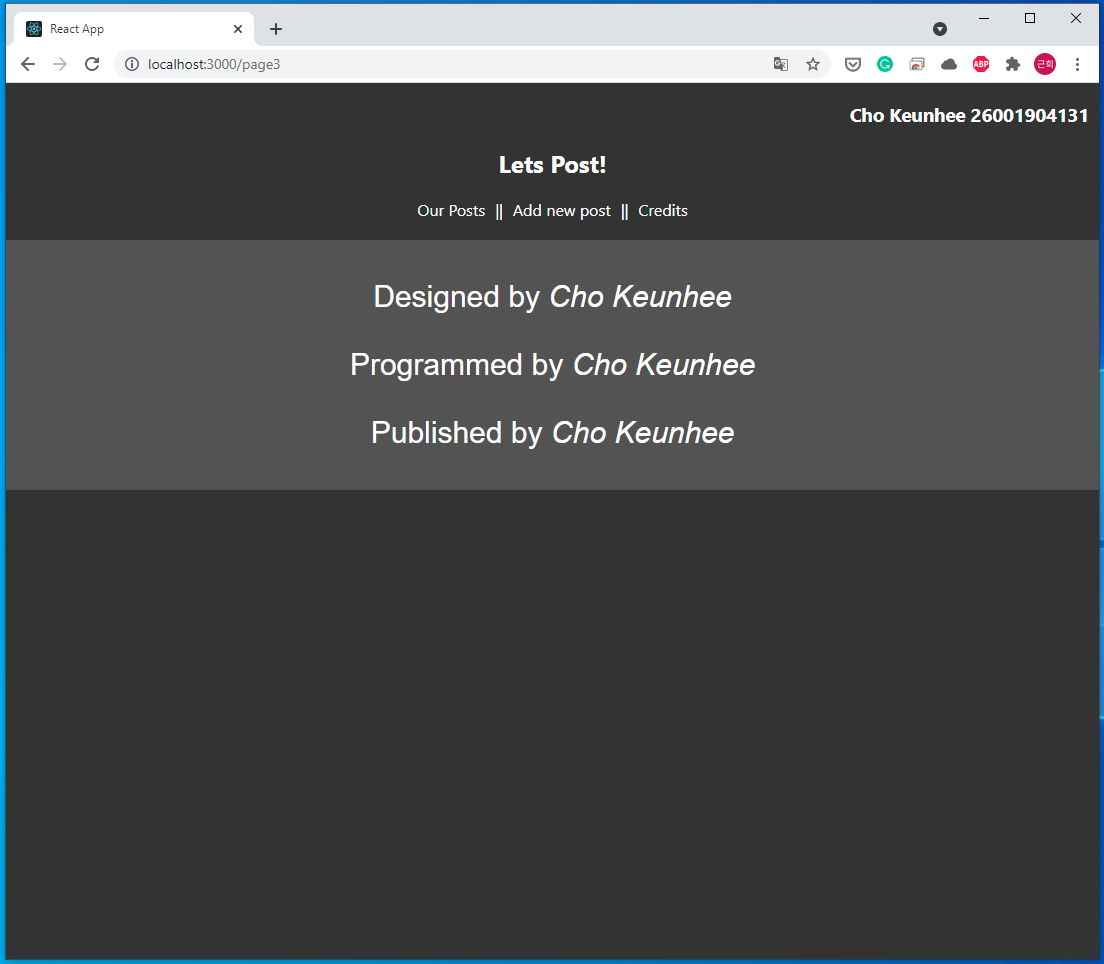 React App
localhost:3000/page3
ABP
근희
Cho Keunhee 26001904131
Lets Post!
Our Posts || Add new post || Credits
Designed by Cho Keunhee
Programmed by Cho Keunhee
Published by Cho Keunhee